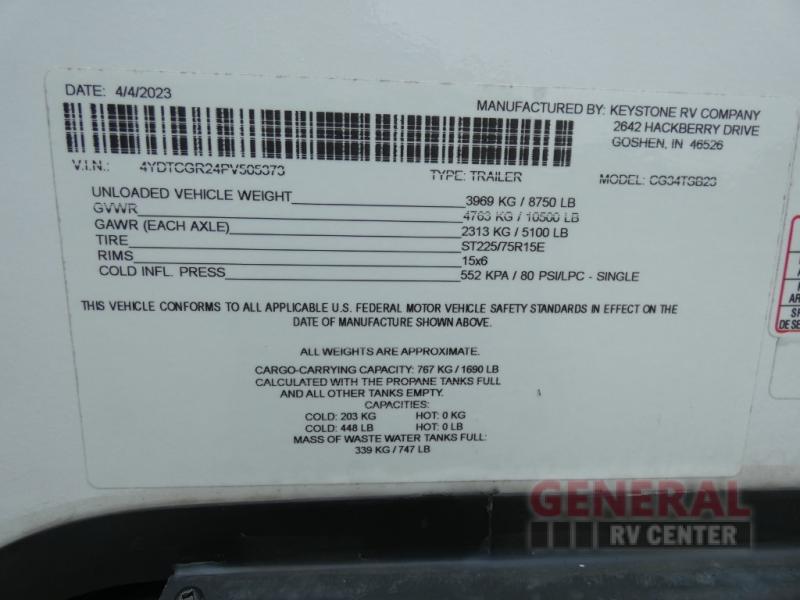 DATE: 4/4/2023
MANUFACTURED BY: KEYSTONE RV COMPANY
2642 HACKBERRY DRIVE
GOSHEN, IN 46526
V.I.N.: 4YDTCGR24PV505373
TYPE: TRAILER
MODEL: CG34TSB23
UNLOADED VEHICLE WEIGHT 3969 KG / 8750 LB
GVWR 4763 KG / 10500 LB
GAWR (EACH AXLE) 2313 KG / 5100 LB
TIRE ST225/75R15E
RIMS 15x6
COLD INFL. PRESS 552 KPA / 80 PSI/LPC - SINGLE
THIS VEHICLE CONFORMS TO ALL APPLICABLE U.S. FEDERAL MOTOR VEHICLE SAFETY STANDARDS IN EFFECT ON THE
DATE OF MANUFACTURE SHOWN ABOVE.
ALL WEIGHTS ARE APPROXIMATE.
CARGO-CARRYING CAPACITY: 767 KG / 1690 LB
CALCULATED WITH THE PROPANE TANKS FULL
AND ALL OTHER TANKS EMPTY.
CAPACITIES:
COLD: 203 KG HOT: 0 KG
COLD: 448 LB HOT: 0 LB
MASS OF WASTE WATER TANKS FULL:
339 KG / 747 LB
GENERAL
RV CENTER